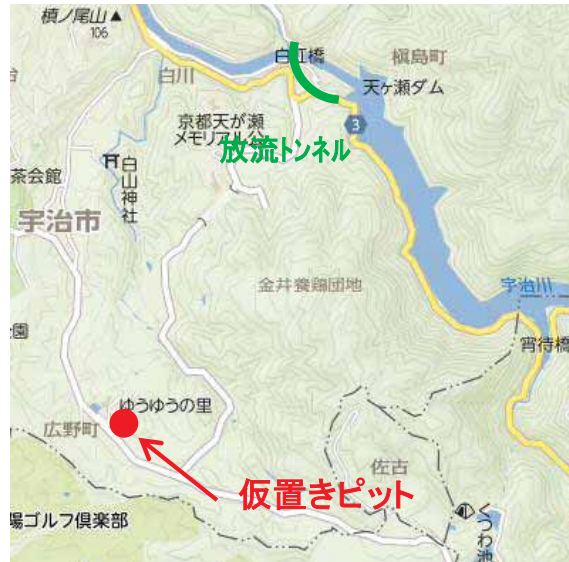 槙ノ尾山▲
106
白虹橋
槇島町
白川
天ヶ瀬ダム
3
京都天が瀬
メモリアル公
放流トンネル
茶会館
白山神社
宇治市
金井養鶏団地
宇治川
園
宵待橋
ゆうゆうの里
広野町
佐古
仮置きピット
陽ゴルフ倶楽部
くつわ池